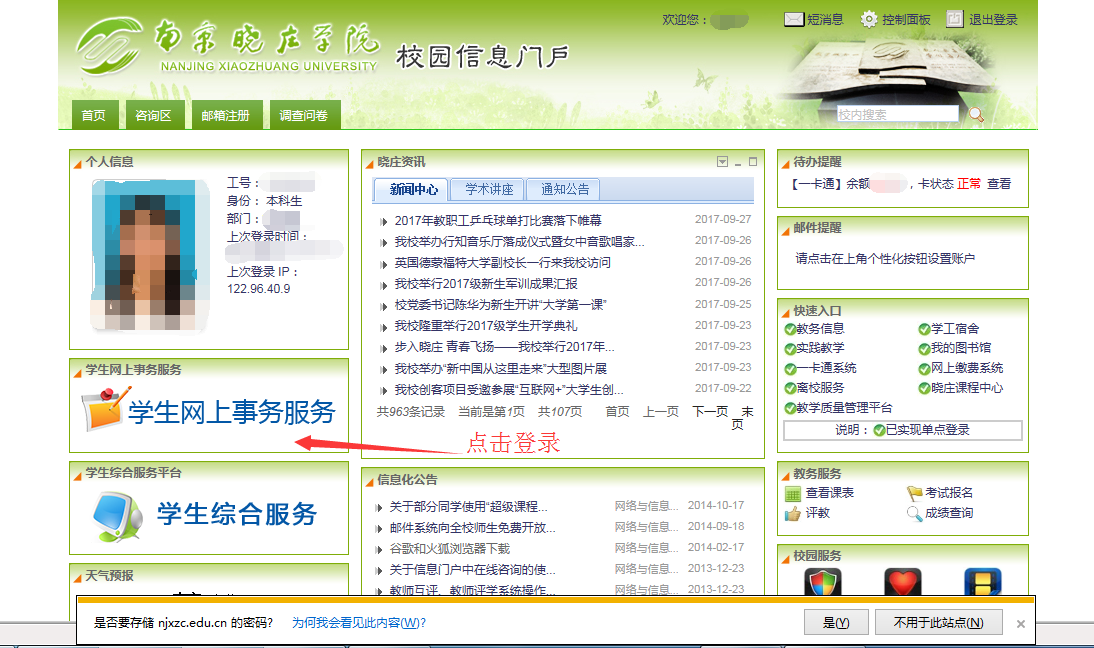 南京晓庄学院
NANJING XIAOZHUANG UNIVERSITY
校园信息门户
欢迎您：
短消息
控制面板
退出登录
首页
咨询区
邮箱注册
调查问卷
校内搜索
个人信息
工号：
身份： 本科生
部门：
上次登录时间：
上次登录 IP：
122.96.40.9
学生网上事务服务
学生网上事务服务
学生综合服务平台
学生综合服务
天气预报
晓庄资讯
新闻中心 学术讲座 通知公告
2017年教职工乒乓球单打比赛落下帷幕 2017-09-27
我校举办行知音乐厅落成仪式暨女中音歌唱家... 2017-09-26
英国德蒙福特大学副校长一行来我校访问 2017-09-26
我校举行2017级新生军训成果汇报 2017-09-26
校党委书记陈华为新生开讲“大学第一课” 2017-09-25
我校隆重举行2017级学生开学典礼 2017-09-23
步入晓庄 青春飞扬——我校举行2017年... 2017-09-23
我校举办“新中国从这里走来”大型图片展 2017-09-23
我校创客项目受邀参展“互联网+”大学生创... 2017-09-22
共963条记录 当前是第1页 共107页 首页 上一页 下一页 末
页
点击登录
信息化公告
关于部分同学使用“超级课程... 网络与信息... 2014-10-17
邮件系统向全校师生免费开放... 网络与信息... 2014-09-18
谷歌和火狐浏览器下载 网络与信息... 2014-02-17
关于信息门户中在线咨询的使... 网络与信息... 2013-12-23
教师互评、教师评学系统操作... 网络与信息... 2013-12-23
待办提醒
【一卡通】余额 ，卡状态 正常 查看
邮件提醒
请点击在上角个性化按钮设置账户
快速入口
教务信息 学工宿舍
实践教学 我的图书馆
一卡通系统 网上缴费系统
离校服务 晓庄课程中心
教学质量管理平台
说明：已实现单点登录
教务服务
查看课表 考试报名
评教 成绩查询
校园服务
是否要存储 njxzc.edu.cn 的密码? 为何我会看见此内容(W)? 是(Y) 不用于此站点(N)